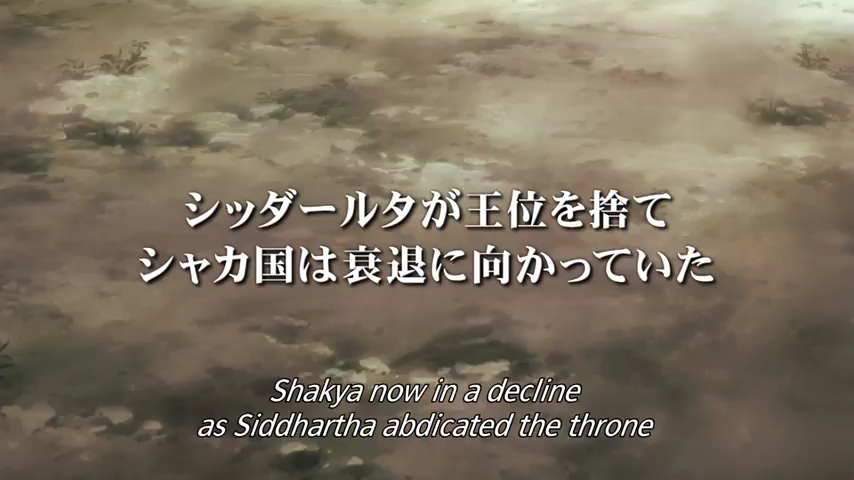 シッダールタが王位を捨て
シャカ国は衰退に向かっていた
Shakya now in a decline
as Siddhartha abdicated the throne